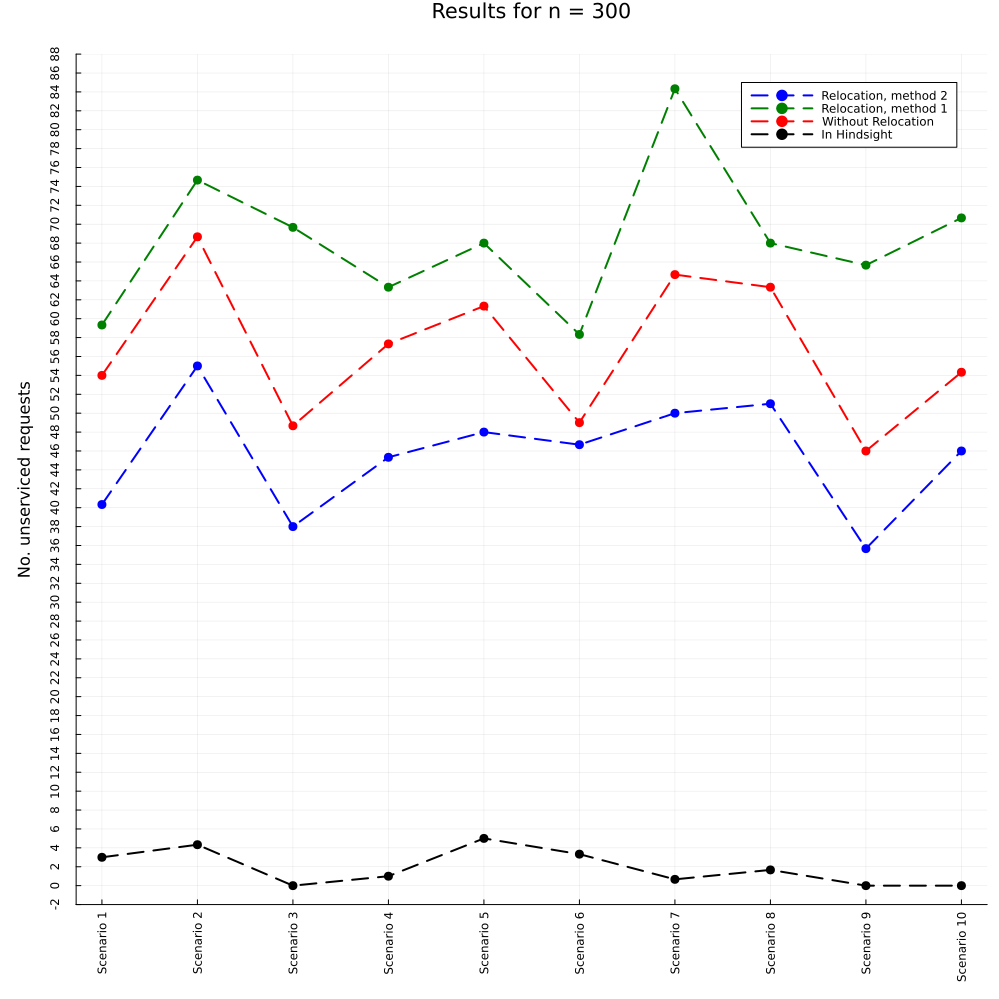 Results for n = 300
Relocation, method 2
Relocation, method 1
Without Relocation
In Hindsight
No. unserviced requests
88
86
84
82
80
78
76
74
72
70
68
66
64
62
60
58
56
54
52
50
48
46
44
42
40
38
36
34
32
30
28
26
24
22
20
18
16
14
12
10
8
6
4
2
0
-2
Scenario 1
Scenario 2
Scenario 3
Scenario 4
Scenario 5
Scenario 6
Scenario 7
Scenario 8
Scenario 9
Scenario 10